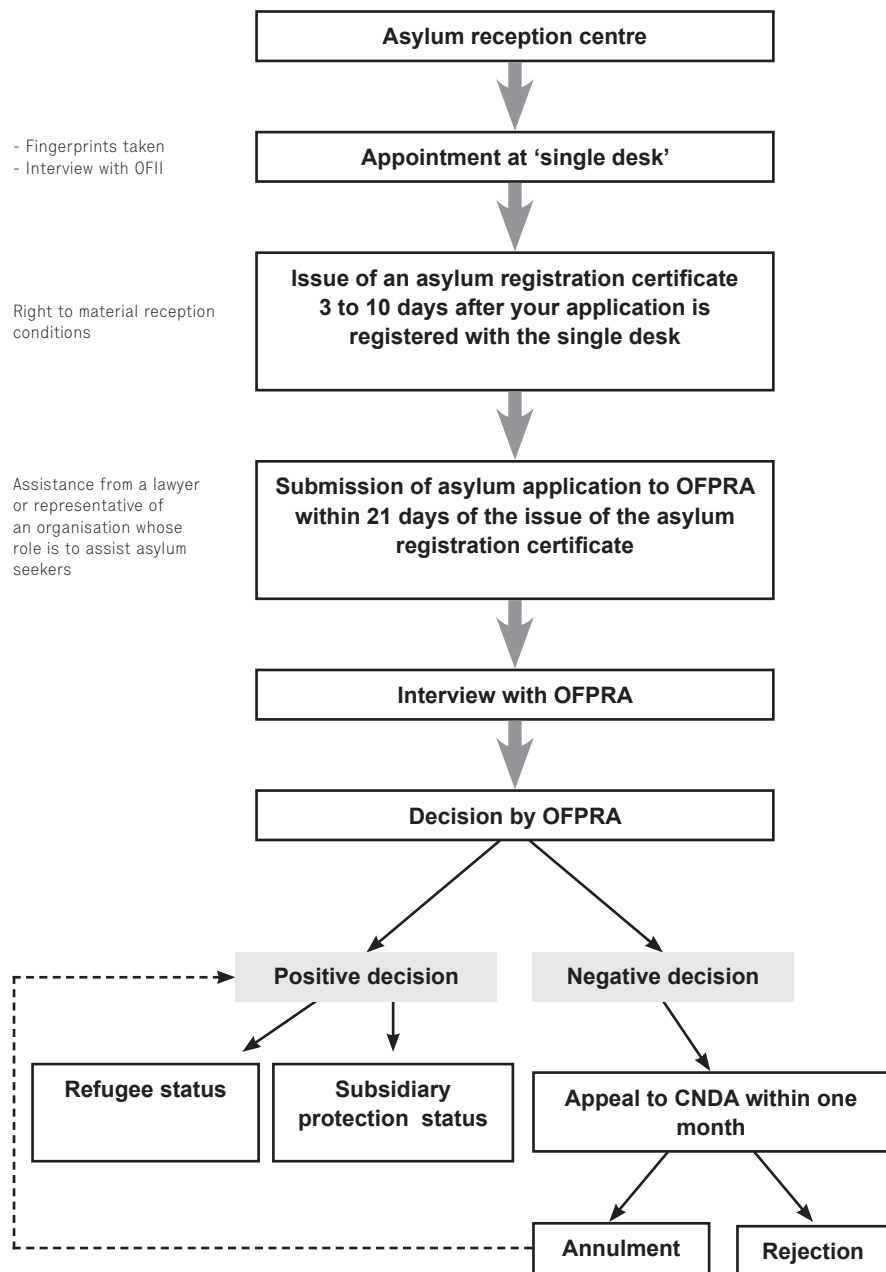 Asylum reception centre
- Fingerprints taken
- Interview with OFII
Appointment at ‘single desk’
Right to material reception
conditions
Issue of an asylum registration certificate
3 to 10 days after your application is
registered with the single desk
Assistance from a lawyer
or representative of
an organisation whose
role is to assist asylum
seekers
Submission of asylum application to OFPRA
within 21 days of the issue of the asylum
registration certificate
Interview with OFPRA
Decision by OFPRA
Positive decision
Negative decision
Refugee status
Subsidiary
protection status
Appeal to CNDA within one
month
Annulment
Rejection